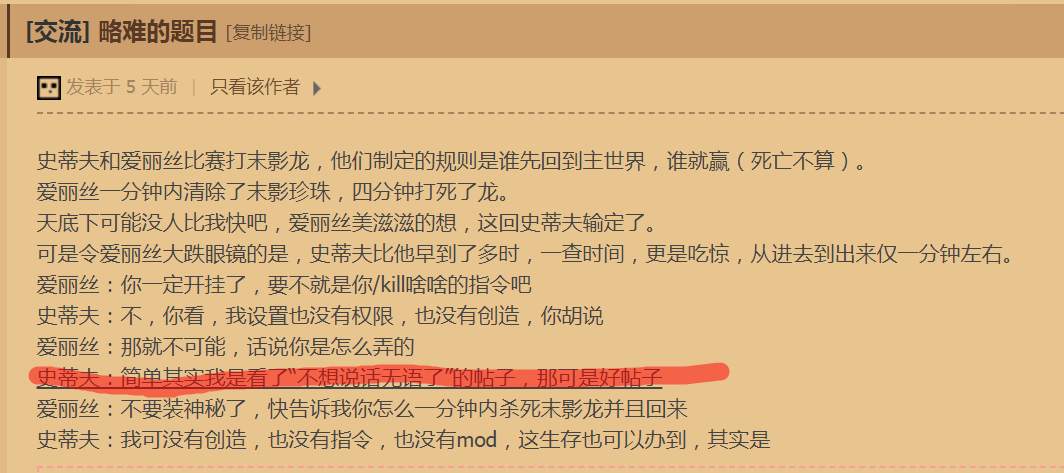 [交流] 略难的题目 [复制链接]
发表于 5 天前 | 只看该作者
史蒂夫和爱丽丝比赛打末影龙，他们制定的规则是谁先回到主世界，谁就赢（死亡不算）。
爱丽丝一分钟内清除了末影珍珠，四分钟打死了龙。
天底下可能没人比我快吧，爱丽丝美滋滋的想，这回史蒂夫输定了。
可是令爱丽丝大跌眼镜的是，史蒂夫比他早到了多时，一查时间，更是吃惊，从进去到出来仅一分钟左右。
爱丽丝：你一定开挂了，要不就是你/kill啥啥的指令吧
史蒂夫：不，你看，我设置也没有权限，也没有创造，你胡说
爱丽丝：那就不可能，话说你是怎么弄的
史蒂夫：简单其实我是看了“不想说话无语了”的帖子，那可是好帖子
爱丽丝：不要装神秘了，快告诉我你怎么一分钟内杀死末影龙并且回来
史蒂夫：我可没有创造，也没有指令，也没有mod，这生存也可以办到，其实是